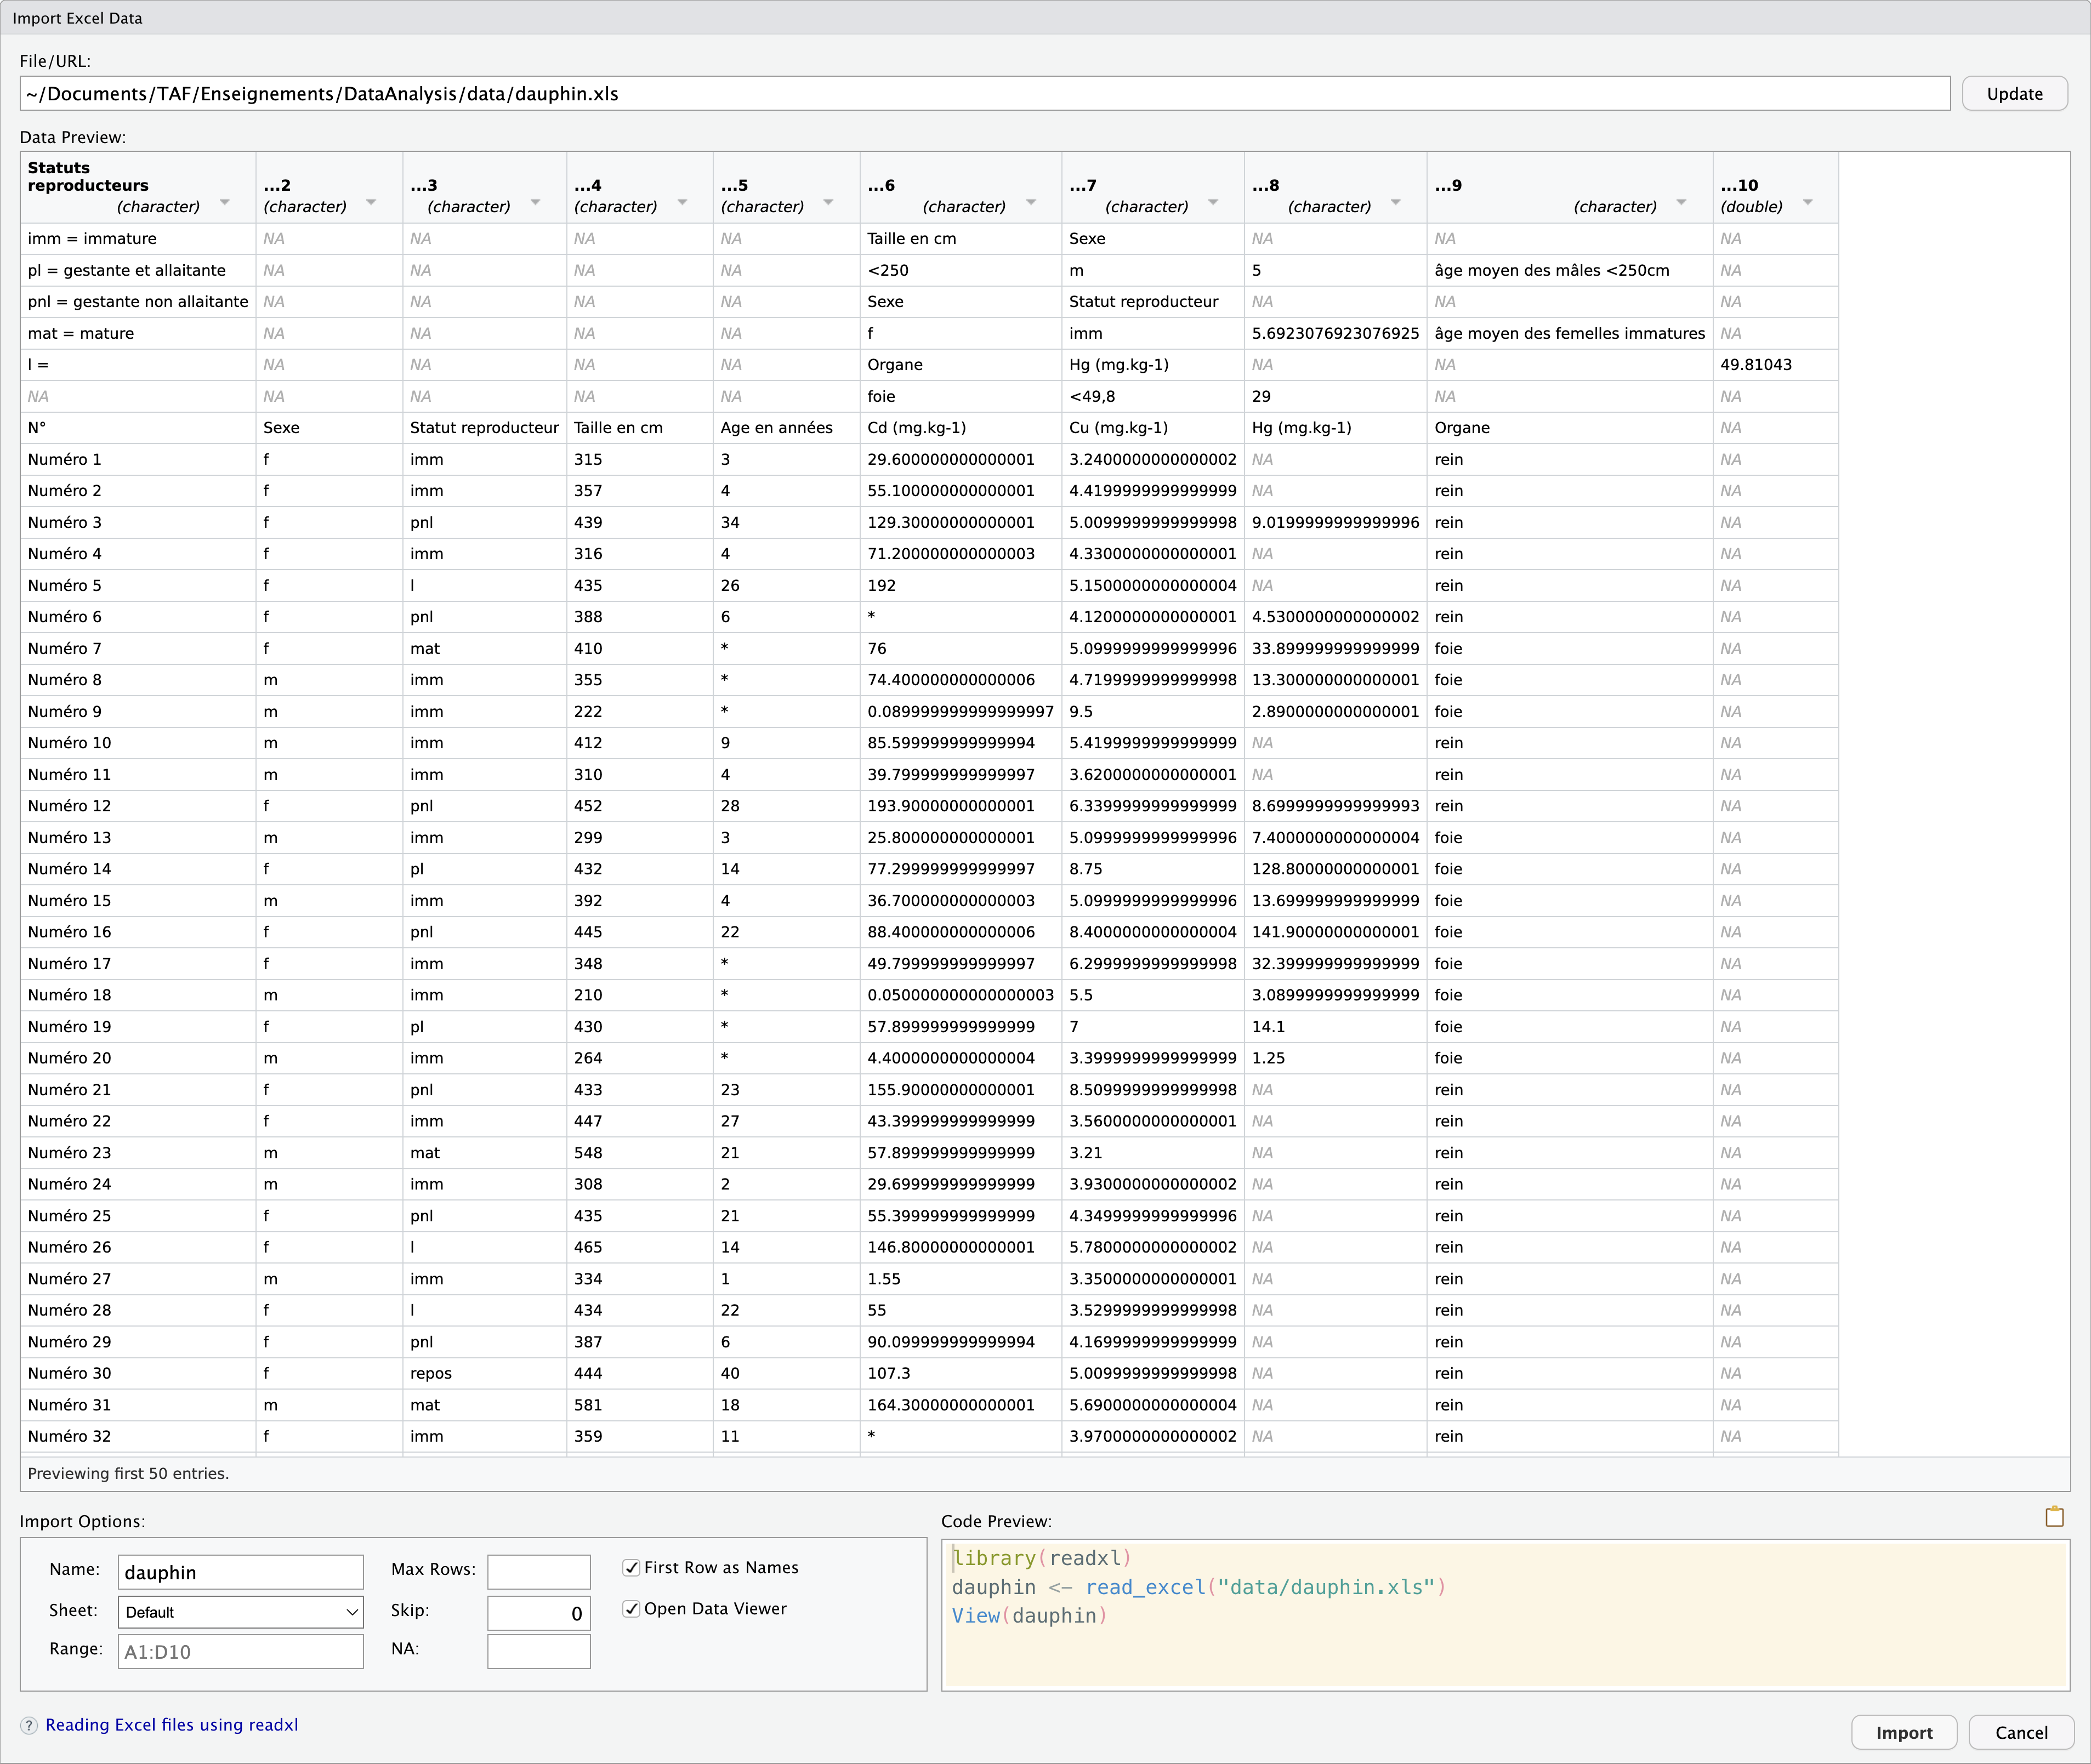 Import Excel Data
File/URL:
~/Documents/TAF/Enseignements/DataAnalysis/data/dauphin.xls Update
Data Preview:
Statuts reproducteurs (character) ...2 (character) ...3 (character) ...4 (character) ...5 (character) ...6 (character) ...7 (character) ...8 (character) ...9 (character) ...10 (double)
imm = immature NA NA NA NA Taille en cm Sexe NA NA NA
pl = gestante et allaitante NA NA NA NA <250 m 5 âge moyen des mâles <250cm NA
pnl = gestante non allaitante NA NA NA NA Sexe Statut reproducteur NA NA NA
mat = mature NA NA NA NA f imm 5.6923076923076925 âge moyen des femelles immatures NA
l = NA NA NA NA Organe Hg (mg.kg-1) NA NA 49.81043
NA NA NA NA NA foie <49,8 29 NA NA
N° Sexe Statut reproducteur Taille en cm Age en années Cd (mg.kg-1) Cu (mg.kg-1) Hg (mg.kg-1) Organe NA
Numéro 1 f imm 315 3 29.600000000000001 3.2400000000000002 NA rein NA
Numéro 2 f imm 357 4 55.100000000000001 4.4199999999999999 NA rein NA
Numéro 3 f pnl 439 34 129.30000000000001 5.0099999999999998 9.0199999999999996 rein NA
Numéro 4 f imm 316 4 71.200000000000003 4.3300000000000001 NA rein NA
Numéro 5 f l 435 26 192 5.1500000000000004 NA rein NA
Numéro 6 f pnl 388 6 * 4.1200000000000001 4.5300000000000002 rein NA
Numéro 7 f mat 410 * 76 5.0999999999999996 33.899999999999999 foie NA
Numéro 8 m imm 355 * 74.400000000000006 4.7199999999999998 13.300000000000001 foie NA
Numéro 9 m imm 222 * 0.089999999999999997 9.5 2.8900000000000001 foie NA
Numéro 10 m imm 412 9 85.599999999999994 5.4199999999999999 NA rein NA
Numéro 11 m imm 310 4 39.799999999999997 3.6200000000000001 NA rein NA
Numéro 12 f pnl 452 28 193.90000000000001 6.3399999999999999 8.6999999999999993 rein NA
Numéro 13 m imm 299 3 25.800000000000001 5.0999999999999996 7.4000000000000004 foie NA
Numéro 14 f pl 432 14 77.299999999999997 8.75 128.80000000000001 foie NA
Numéro 15 m imm 392 4 36.700000000000003 5.0999999999999996 13.699999999999999 foie NA
Numéro 16 f pnl 445 22 88.400000000000006 8.4000000000000004 141.90000000000001 foie NA
Numéro 17 f imm 348 * 49.799999999999997 6.2999999999999998 32.399999999999999 foie NA
Numéro 18 m imm 210 * 0.050000000000000003 5.5 3.0899999999999999 foie NA
Numéro 19 f pl 430 * 57.899999999999999 7 14.1 foie NA
Numéro 20 m imm 264 * 4.4000000000000004 3.3999999999999999 1.25 foie NA
Numéro 21 f pnl 433 23 155.90000000000001 8.5099999999999998 NA rein NA
Numéro 22 f imm 447 27 43.399999999999999 3.5600000000000001 NA rein NA
Numéro 23 m mat 548 21 57.899999999999999 3.21 NA rein NA
Numéro 24 m imm 308 2 29.699999999999999 3.9300000000000002 NA rein NA
Numéro 25 f pnl 435 21 55.399999999999999 4.3499999999999996 NA rein NA
Numéro 26 f l 465 14 146.80000000000001 5.7800000000000002 NA rein NA
Numéro 27 m imm 334 1 1.55 3.3500000000000001 NA rein NA
Numéro 28 f l 434 22 55 3.5299999999999998 NA rein NA
Numéro 29 f pnl 387 6 90.099999999999994 4.1699999999999999 NA rein NA
Numéro 30 f repos 444 40 107.3 5.0099999999999998 NA rein NA
Numéro 31 m mat 581 18 164.30000000000001 5.6900000000000004 NA rein NA
Numéro 32 f imm 359 11 * 3.9700000000000002 NA rein NA
Previewing first 50 entries.
Import Options:
Name: dauphin Max Rows: First Row as Names
Sheet: Default Skip: 0 Open Data Viewer
Range: A1:D10 NA:
Code Preview:
library(readxl)
dauphin <- read_excel("data/dauphin.xls")
View(dauphin)
? Reading Excel files using readxl
Import Cancel